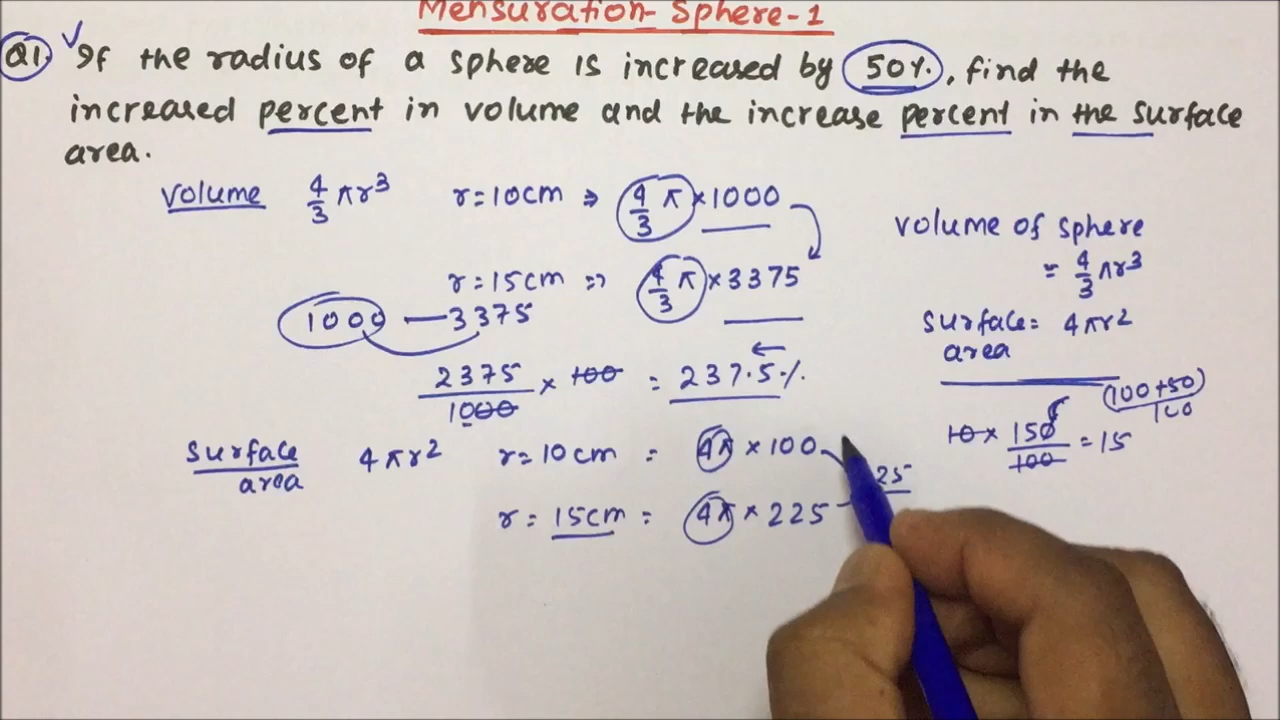 Mensuration- Sphere-1
Q1. If the radius of a sphere is increased by 50%, find the
increased percent in volume and the increase percent in the surface
area.
Volume 4/3 πr³ r=10cm ⇒ 4/3 π ×1000
r=15cm => 4/3 π ×3375
1000 — 3375
2375/1000 × 100 = 237.5%
Surface area 4πr² r=10cm = 4π × 100
r = 15cm = 4π × 225
25
Volume of sphere
= 4/3 πr³
Surface area = 4πr²
(100+50)/100
10 × 150/100 = 15